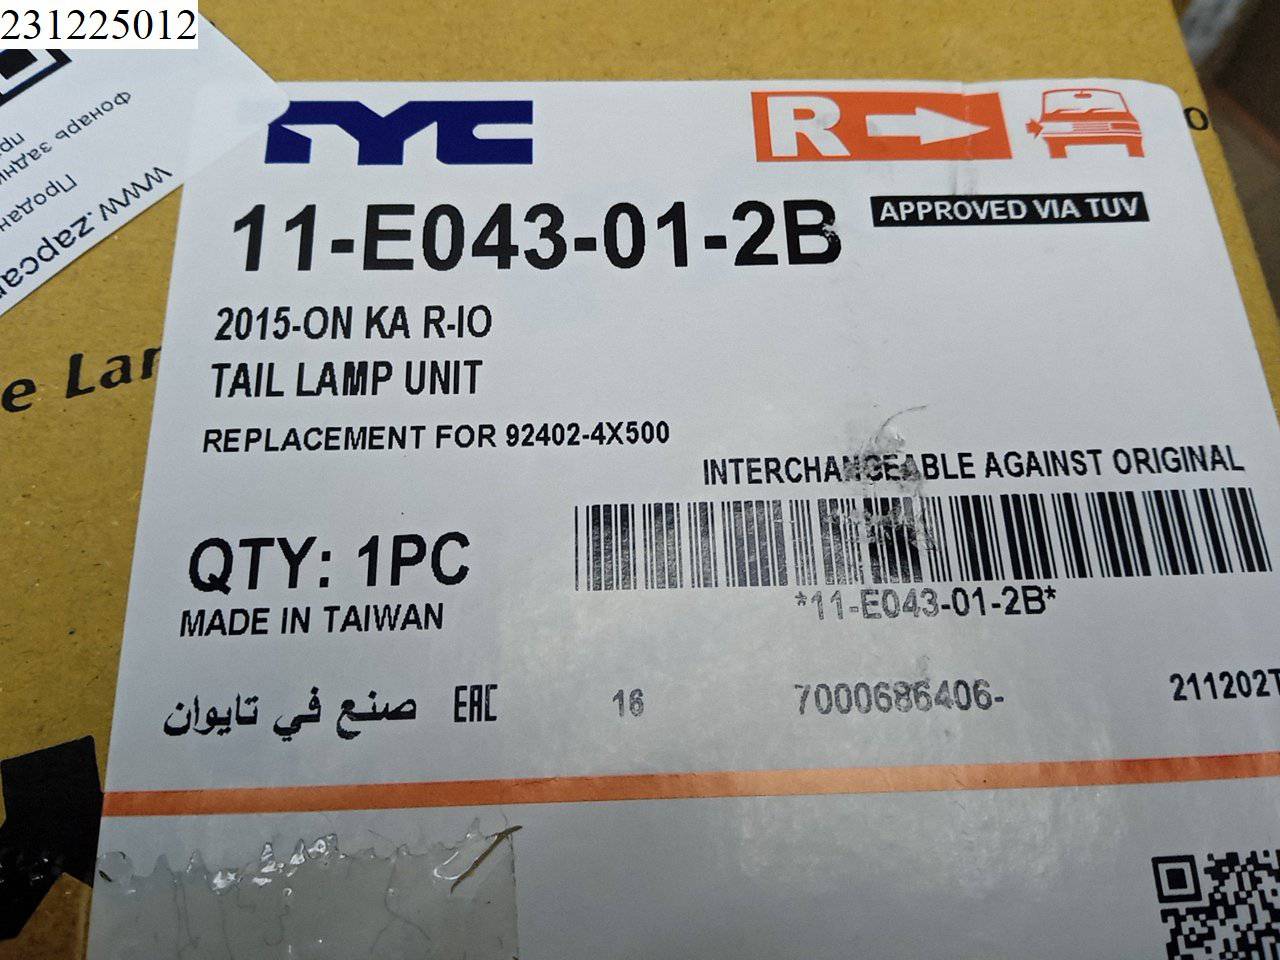 231225012
Фонарь задний
Продан
www.zapcar
e Lar
TYC
R
11-E043-01-2B
APPROVED VIA TUV
2015-ON KA R-IO
TAIL LAMP UNIT
REPLACEMENT FOR 92402-4X500
INTERCHANGEABLE AGAINST ORIGINAL
QTY: 1PC
*11-E043-01-2B*
MADE IN TAIWAN
صنع في تايوان EAC 16 7000686406- 211202T